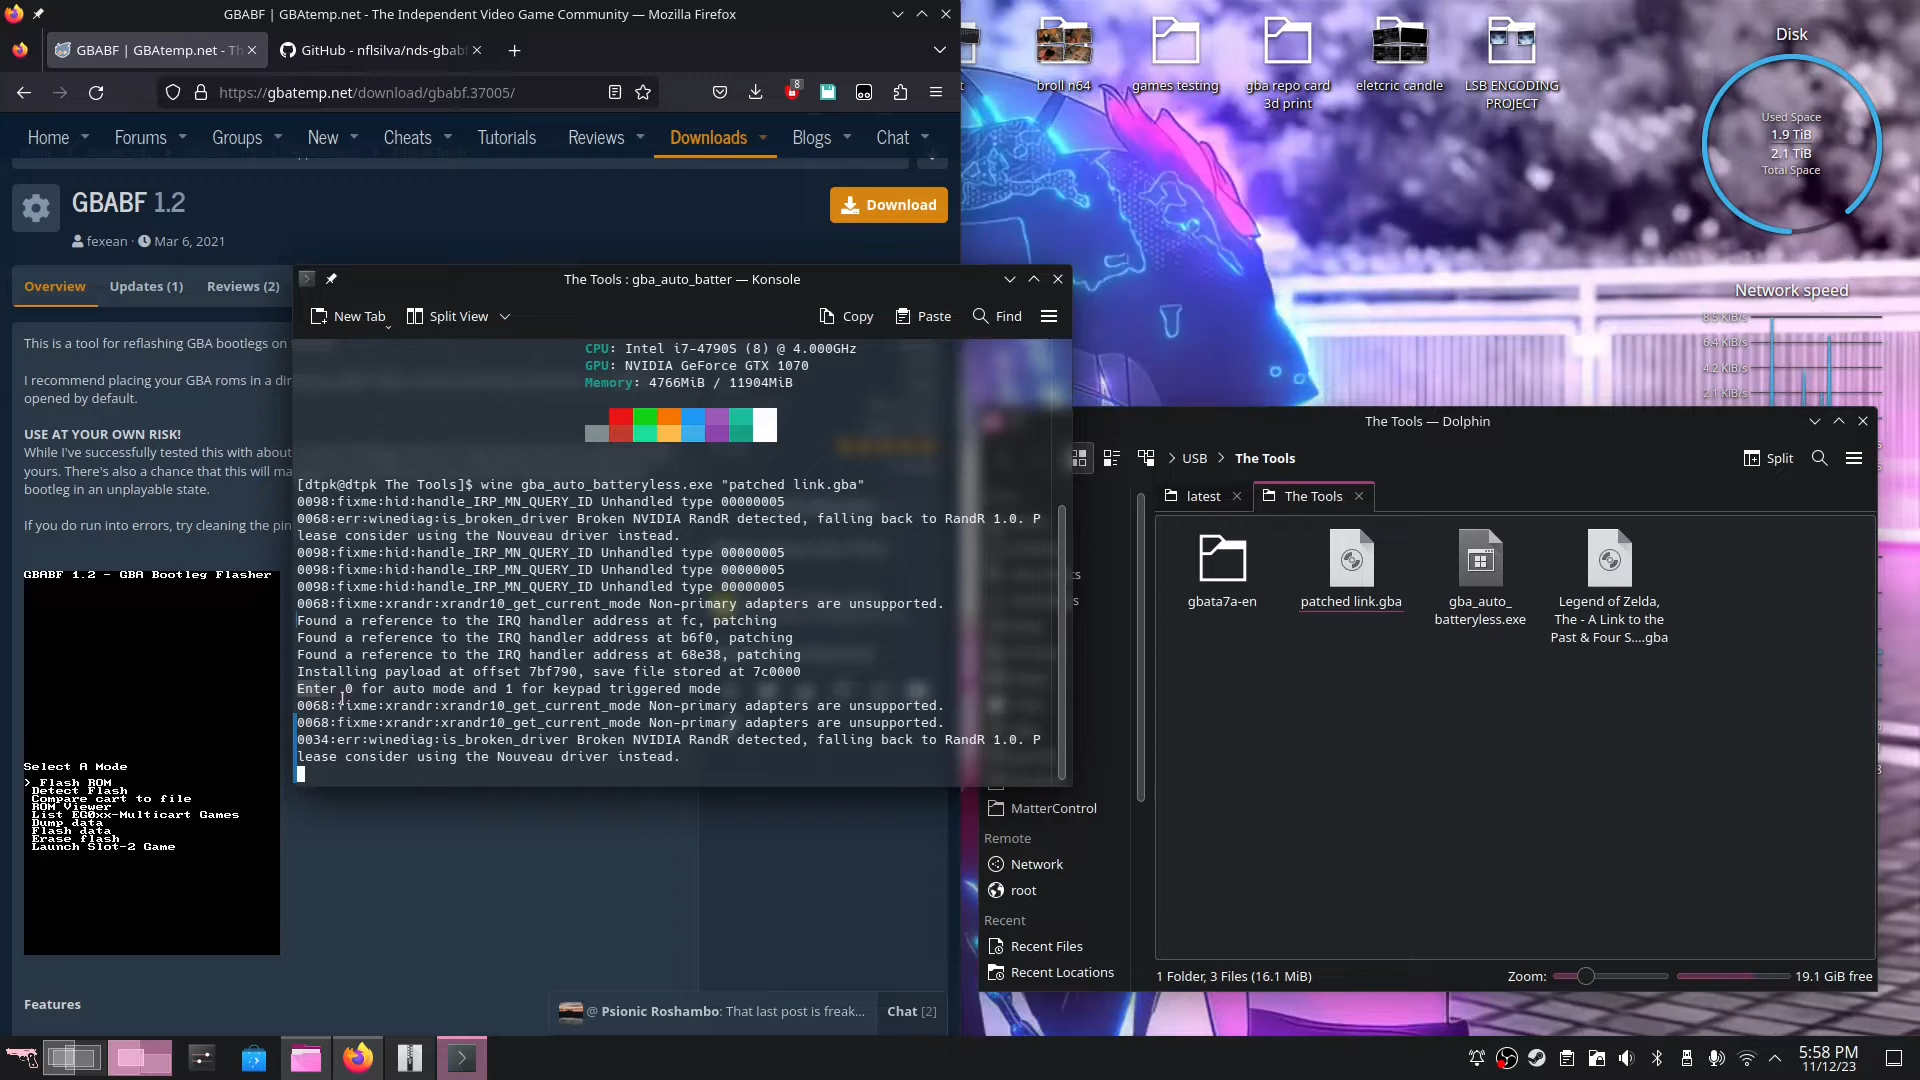 GBABF | GBAtemp.net - The Independent Video Game Community — Mozilla Firefox
GBABF | GBAtemp.net - Th
GitHub - nflsilva/nds-gbabf
https://gbatemp.net/download/gbabf.37005/
8
Home
Forums
Groups
New
Cheats
Tutorials
Reviews
Downloads
Blogs
Chat
GBABF 1.2
Download
fexean · Mar 6, 2021
Overview
Updates (1)
Reviews (2)
This is a tool for reflashing GBA bootlegs on
I recommend placing your GBA roms in a dir
opened by default.
USE AT YOUR OWN RISK!
While I've successfully tested this with about
yours. There's also a chance that this will ma
bootleg in an unplayable state.
If you do run into errors, try cleaning the pin
GBABF 1.2 - GBA Bootleg Flasher
Select A Mode
> Flash ROM
Detect Flash
Compare cart to file
ROM Viewer
List EG0xx-Multicart Games
Dump data
Flash data
Erase flash
Launch Slot-2 Game
Features
@ Psionic Roshambo: That last post is freak...
Chat [2]
The Tools : gba_auto_batter — Konsole
New Tab
Split View
Copy
Paste
Find
CPU: Intel i7-4790S (8) @ 4.000GHz
GPU: NVIDIA GeForce GTX 1070
Memory: 4766MiB / 11904MiB
[dtpk@dtpk The Tools]$ wine gba_auto_batteryless.exe "patched link.gba"
0098:fixme:hid:handle_IRP_MN_QUERY_ID Unhandled type 00000005
0068:err:winediag:is_broken_driver Broken NVIDIA RandR detected, falling back to RandR 1.0. P
lease consider using the Nouveau driver instead.
0098:fixme:hid:handle_IRP_MN_QUERY_ID Unhandled type 00000005
0098:fixme:hid:handle_IRP_MN_QUERY_ID Unhandled type 00000005
0098:fixme:hid:handle_IRP_MN_QUERY_ID Unhandled type 00000005
0068:fixme:xrandr:xrandr10_get_current_mode Non-primary adapters are unsupported.
Found a reference to the IRQ handler address at fc, patching
Found a reference to the IRQ handler address at b6f0, patching
Found a reference to the IRQ handler address at 68e38, patching
Installing payload at offset 7bf790, save file stored at 7c0000
Enter 0 for auto mode and 1 for keypad triggered mode
0068:fixme:xrandr:xrandr10_get_current_mode Non-primary adapters are unsupported.
0068:fixme:xrandr:xrandr10_get_current_mode Non-primary adapters are unsupported.
0034:err:winediag:is_broken_driver Broken NVIDIA RandR detected, falling back to RandR 1.0. P
lease consider using the Nouveau driver instead.
broll n64
games testing
gba repo card
3d print
eletcric candle
LSB ENCODING
PROJECT
Disk
Used Space
1.9 TiB
2.1 TiB
Total Space
Network speed
8.5 KiB/s
6.4 KiB/s
4.2 KiB/s
2.1 KiB/s
The Tools — Dolphin
USB
The Tools
Split
latest
The Tools
gbata7a-en
patched link.gba
gba_auto_
batteryless.exe
Legend of Zelda,
The - A Link to the
Past & Four S....gba
MatterControl
Remote
Network
root
Recent
Recent Files
Recent Locations
1 Folder, 3 Files (16.1 MiB)
Zoom:
19.1 GiB free
5:58 PM
11/12/23